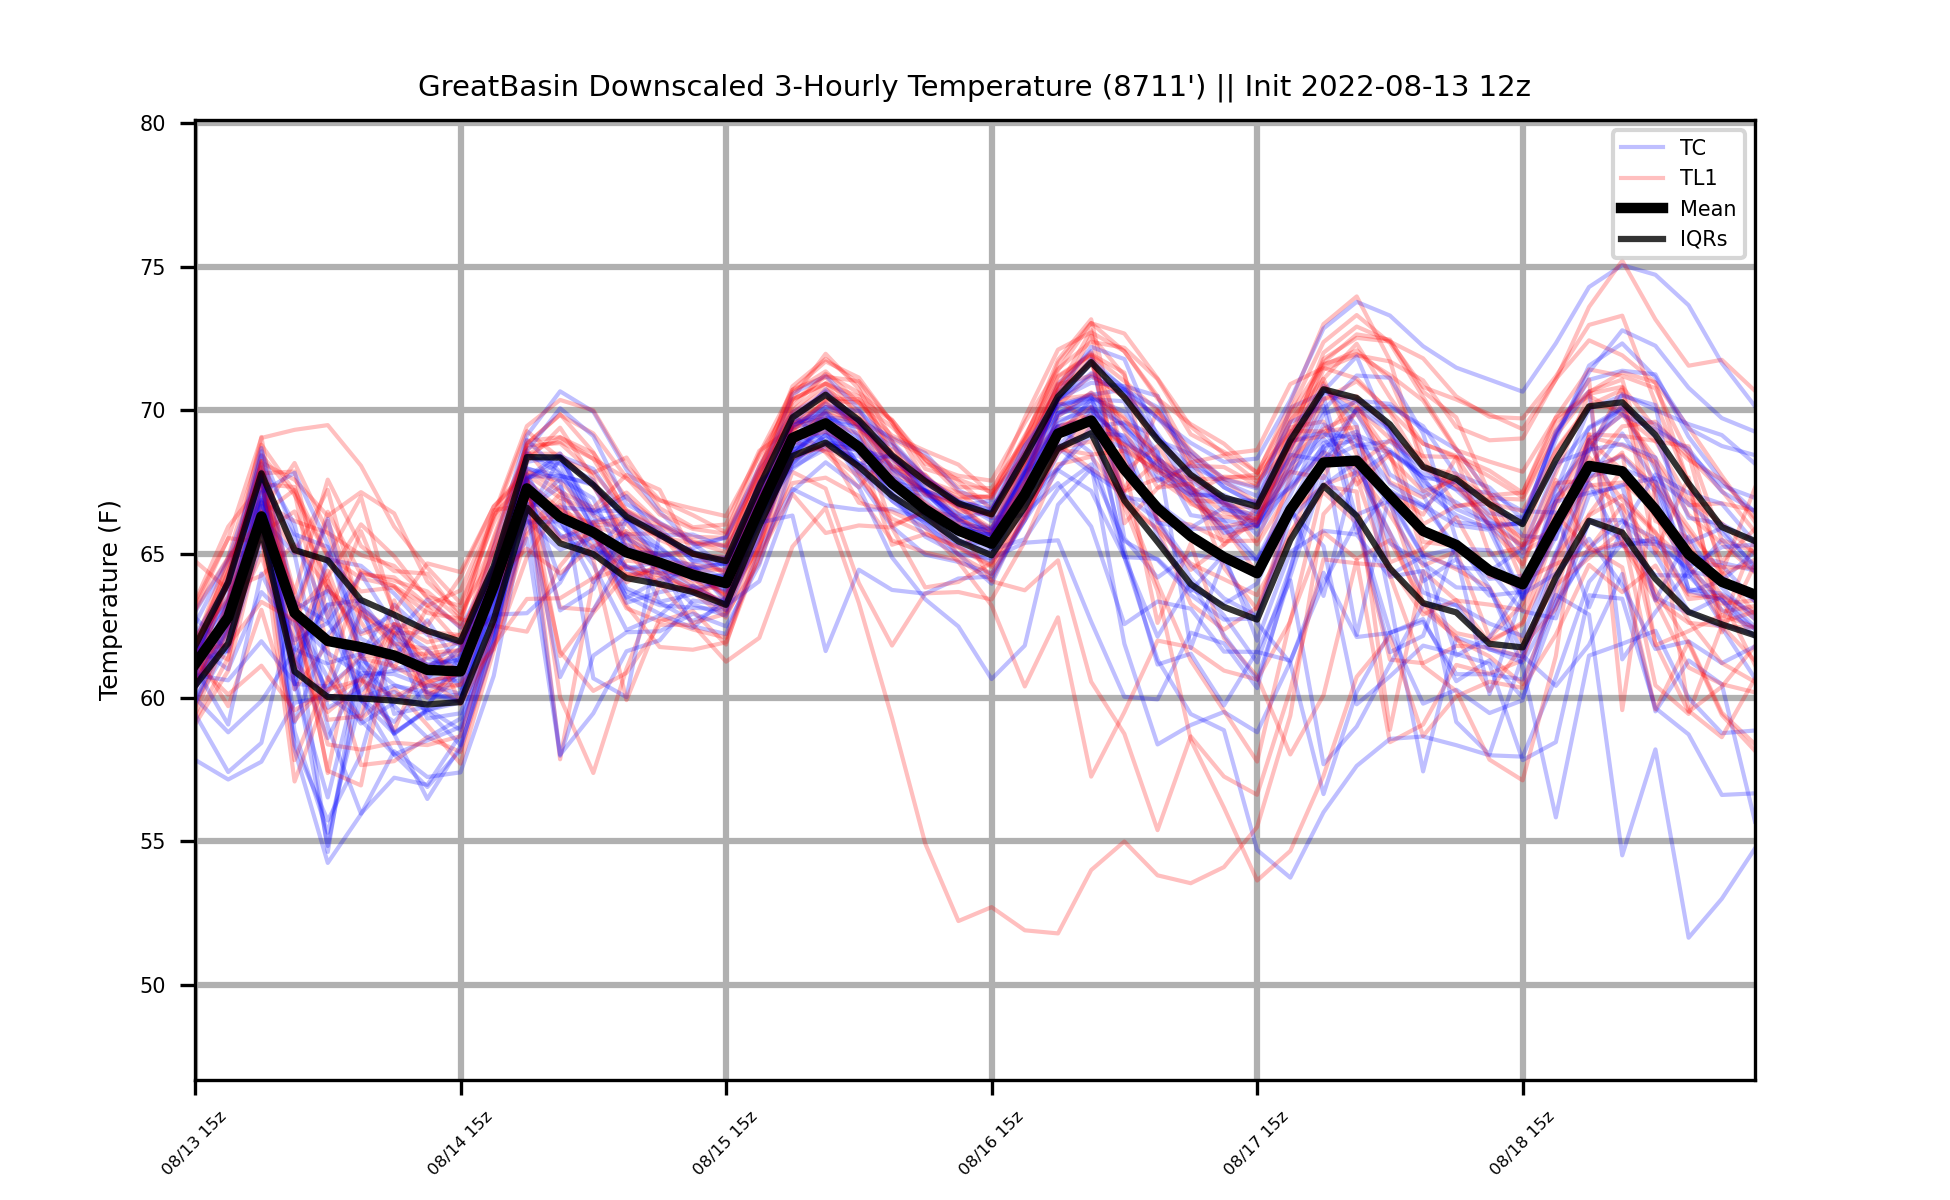 GreatBasin Downscaled 3-Hourly Temperature (8711') || Init 2022-08-13 12z
TC
TL1
Mean
IQRs
Temperature (F)
80
75
70
65
60
55
50
08/13 15z
08/14 15z
08/15 15z
08/16 15z
08/17 15z
08/18 15z